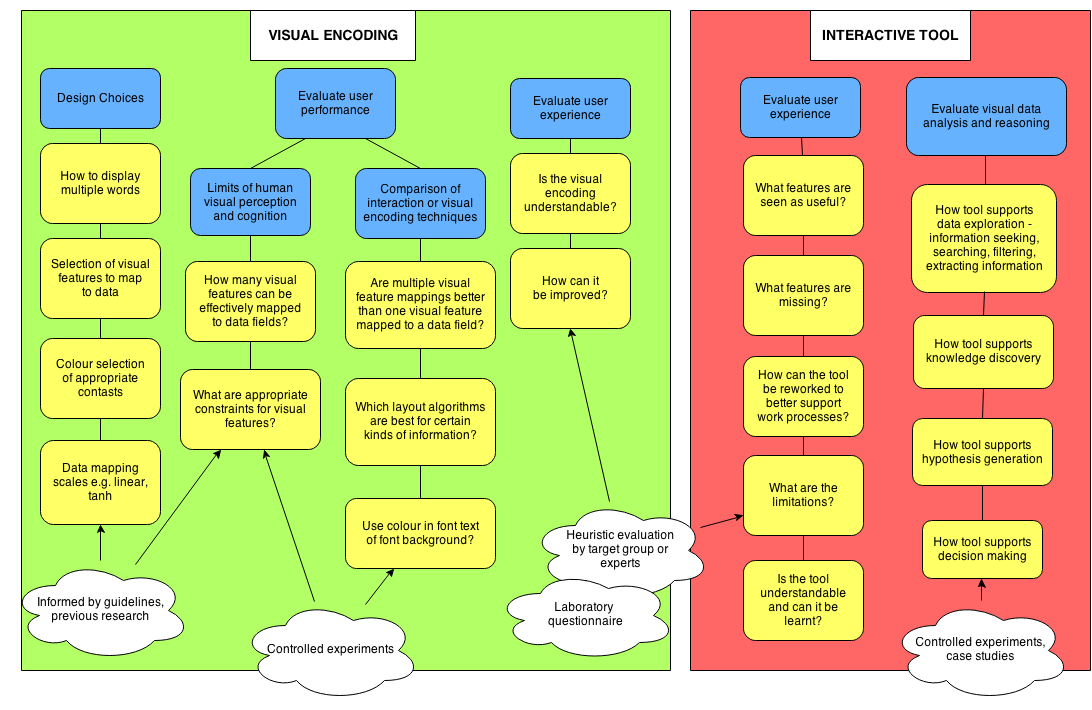 VISUAL ENCODING
Design Choices
How to display
multiple words
Selection of visual
features to map
to data
Colour selection
of appropriate
contasts
Data mapping
scales e.g. linear,
tanh
Informed by guidelines,
previous research
Evaluate user
performance
Limits of human
visual perception
and cognition
How many visual
features can be
effectively mapped
to data fields?
What are appropriate
constraints for visual
features?
Comparison of
interaction or visual
encoding techniques
Are multiple visual
feature mappings better
than one visual feature
mapped to a data field?
Which layout algorithms
are best for certain
kinds of information?
Use colour in font text
of font background?
Controlled experiments
Evaluate user
experience
Is the visual
encoding
understandable?
How can it
be improved?
Heuristic evaluation
by target group or
experts
Laboratory
questionnaire
INTERACTIVE TOOL
Evaluate user
experience
What features are
seen as useful?
What features are
missing?
How can the tool
be reworked to
better support
work processes?
What are the
limitations?
Is the tool
understandable
and can it be
learnt?
Evaluate visual data
analysis and reasoning
How tool supports
data exploration -
information seeking,
searching, filtering,
extracting information
How tool supports
knowledge discovery
How tool supports
hypothesis generation
How tool supports
decision making
Controlled experiments,
case studies